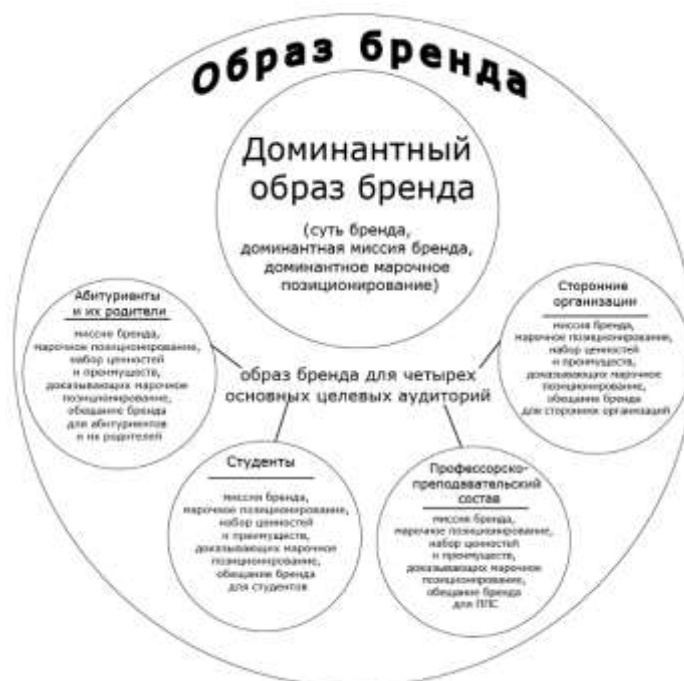 Образ бренда
Доминантный
образ бренда
(суть бренда,
доминантная миссия бренда,
доминантное марочное
позиционирование)
Абитуриенты
и их родители
миссия бренда,
марочное позиционирование,
набор ценностей
и преимуществ,
доказывающих марочное
позиционирование,
обещание бренда
для абитуриентов
и их родителей
Сторонние
организации
миссия бренда,
марочное позиционирование,
набор ценностей
и преимуществ,
доказывающих марочное
позиционирование,
обещание бренда
для сторонних организаций
образ бренда для четырех
основных целевых аудиторий
Студенты
миссия бренда,
марочное позиционирование,
набор ценностей
и преимуществ,
доказывающих марочное
позиционирование,
обещание бренда
для студентов
Профессорско-
преподавательский
состав
миссия бренда,
марочное позиционирование,
набор ценностей
и преимуществ,
доказывающих марочное
позиционирование,
обещание бренда
для ППС